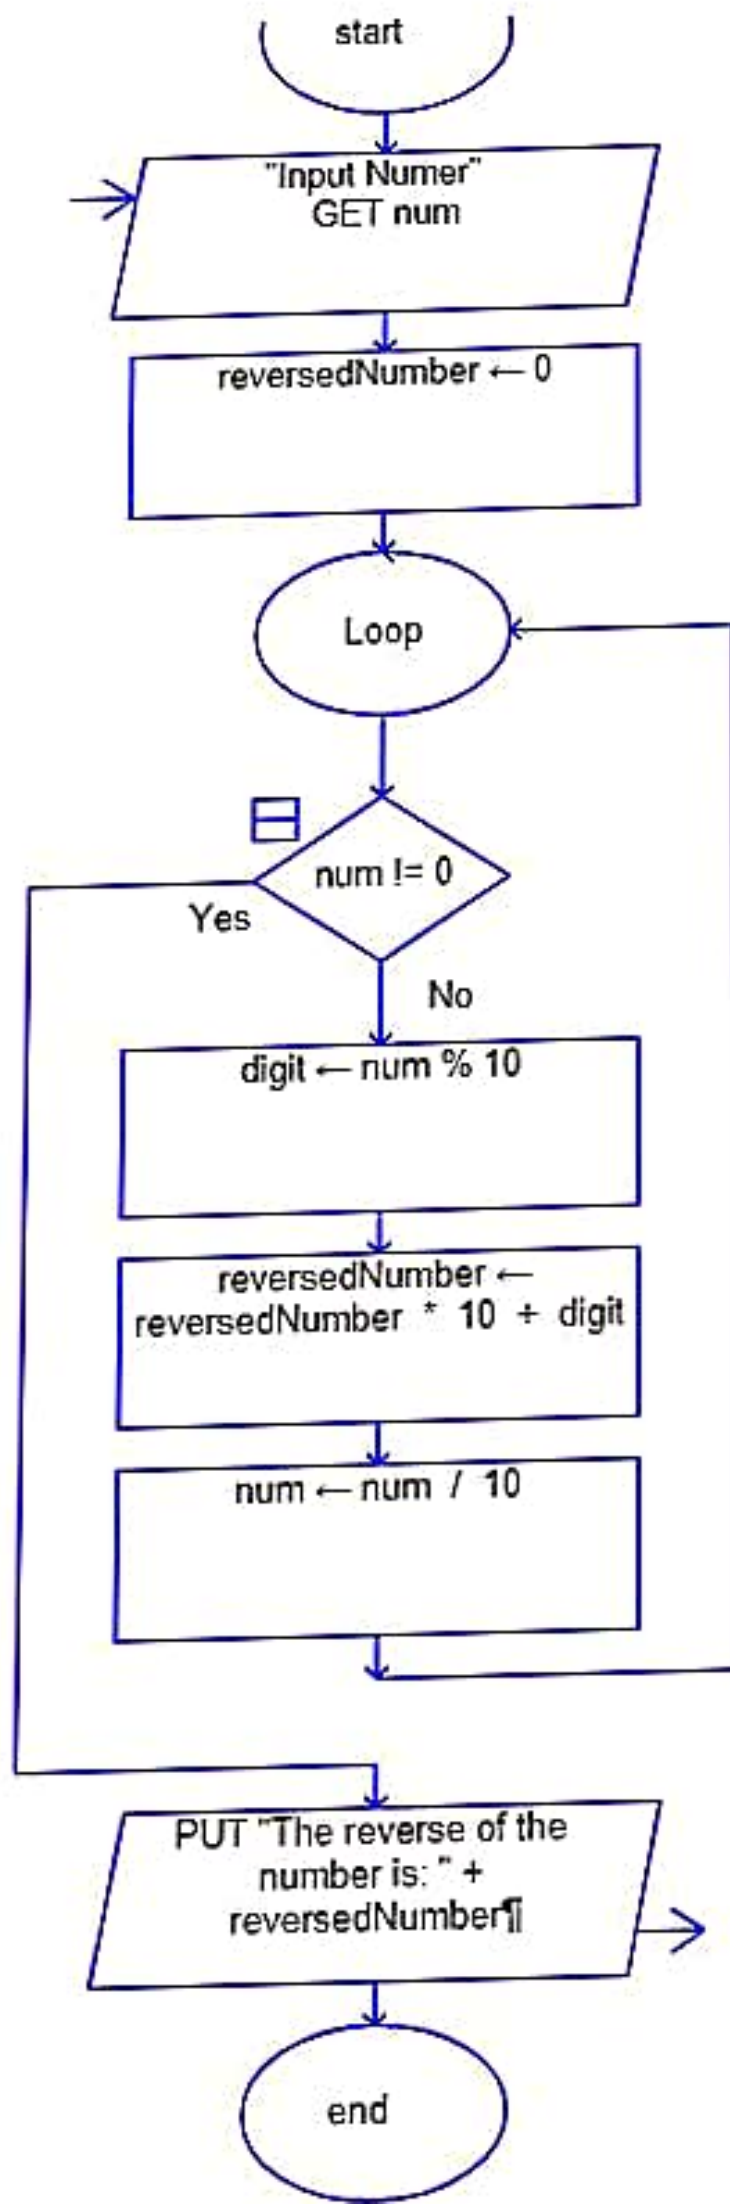 start
"Input Numer"
GET num
reversedNumber ← 0
Loop
num != 0
Yes
No
digit ← num % 10
reversedNumber ←
reversedNumber * 10 + digit
num ← num / 10
PUT "The reverse of the
number is: " +
reversedNumber¶
end